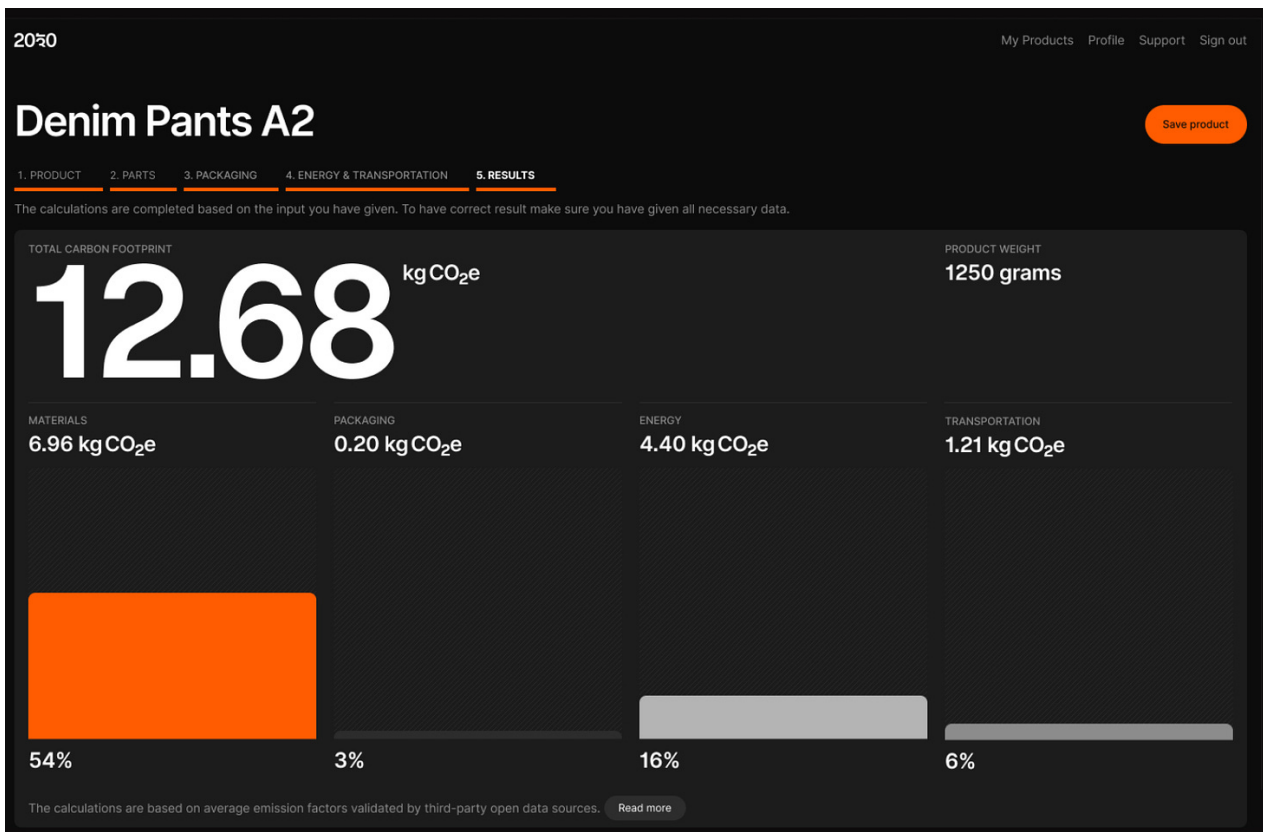 2030
My Products Profile Support Sign out
Denim Pants A2
Save product
1. PRODUCT 2. PARTS 3. PACKAGING 4. ENERGY & TRANSPORTATION 5. RESULTS
The calculations are completed based on the input you have given. To have correct result make sure you have given all necessary data.
TOTAL CARBON FOOTPRINT
12.68 kg CO₂e
PRODUCT WEIGHT
1250 grams
MATERIALS
6.96 kg CO₂e
PACKAGING
0.20 kg CO₂e
ENERGY
4.40 kg CO₂e
TRANSPORTATION
1.21 kg CO₂e
54%
3%
16%
6%
The calculations are based on average emission factors validated by third-party open data sources. Read more